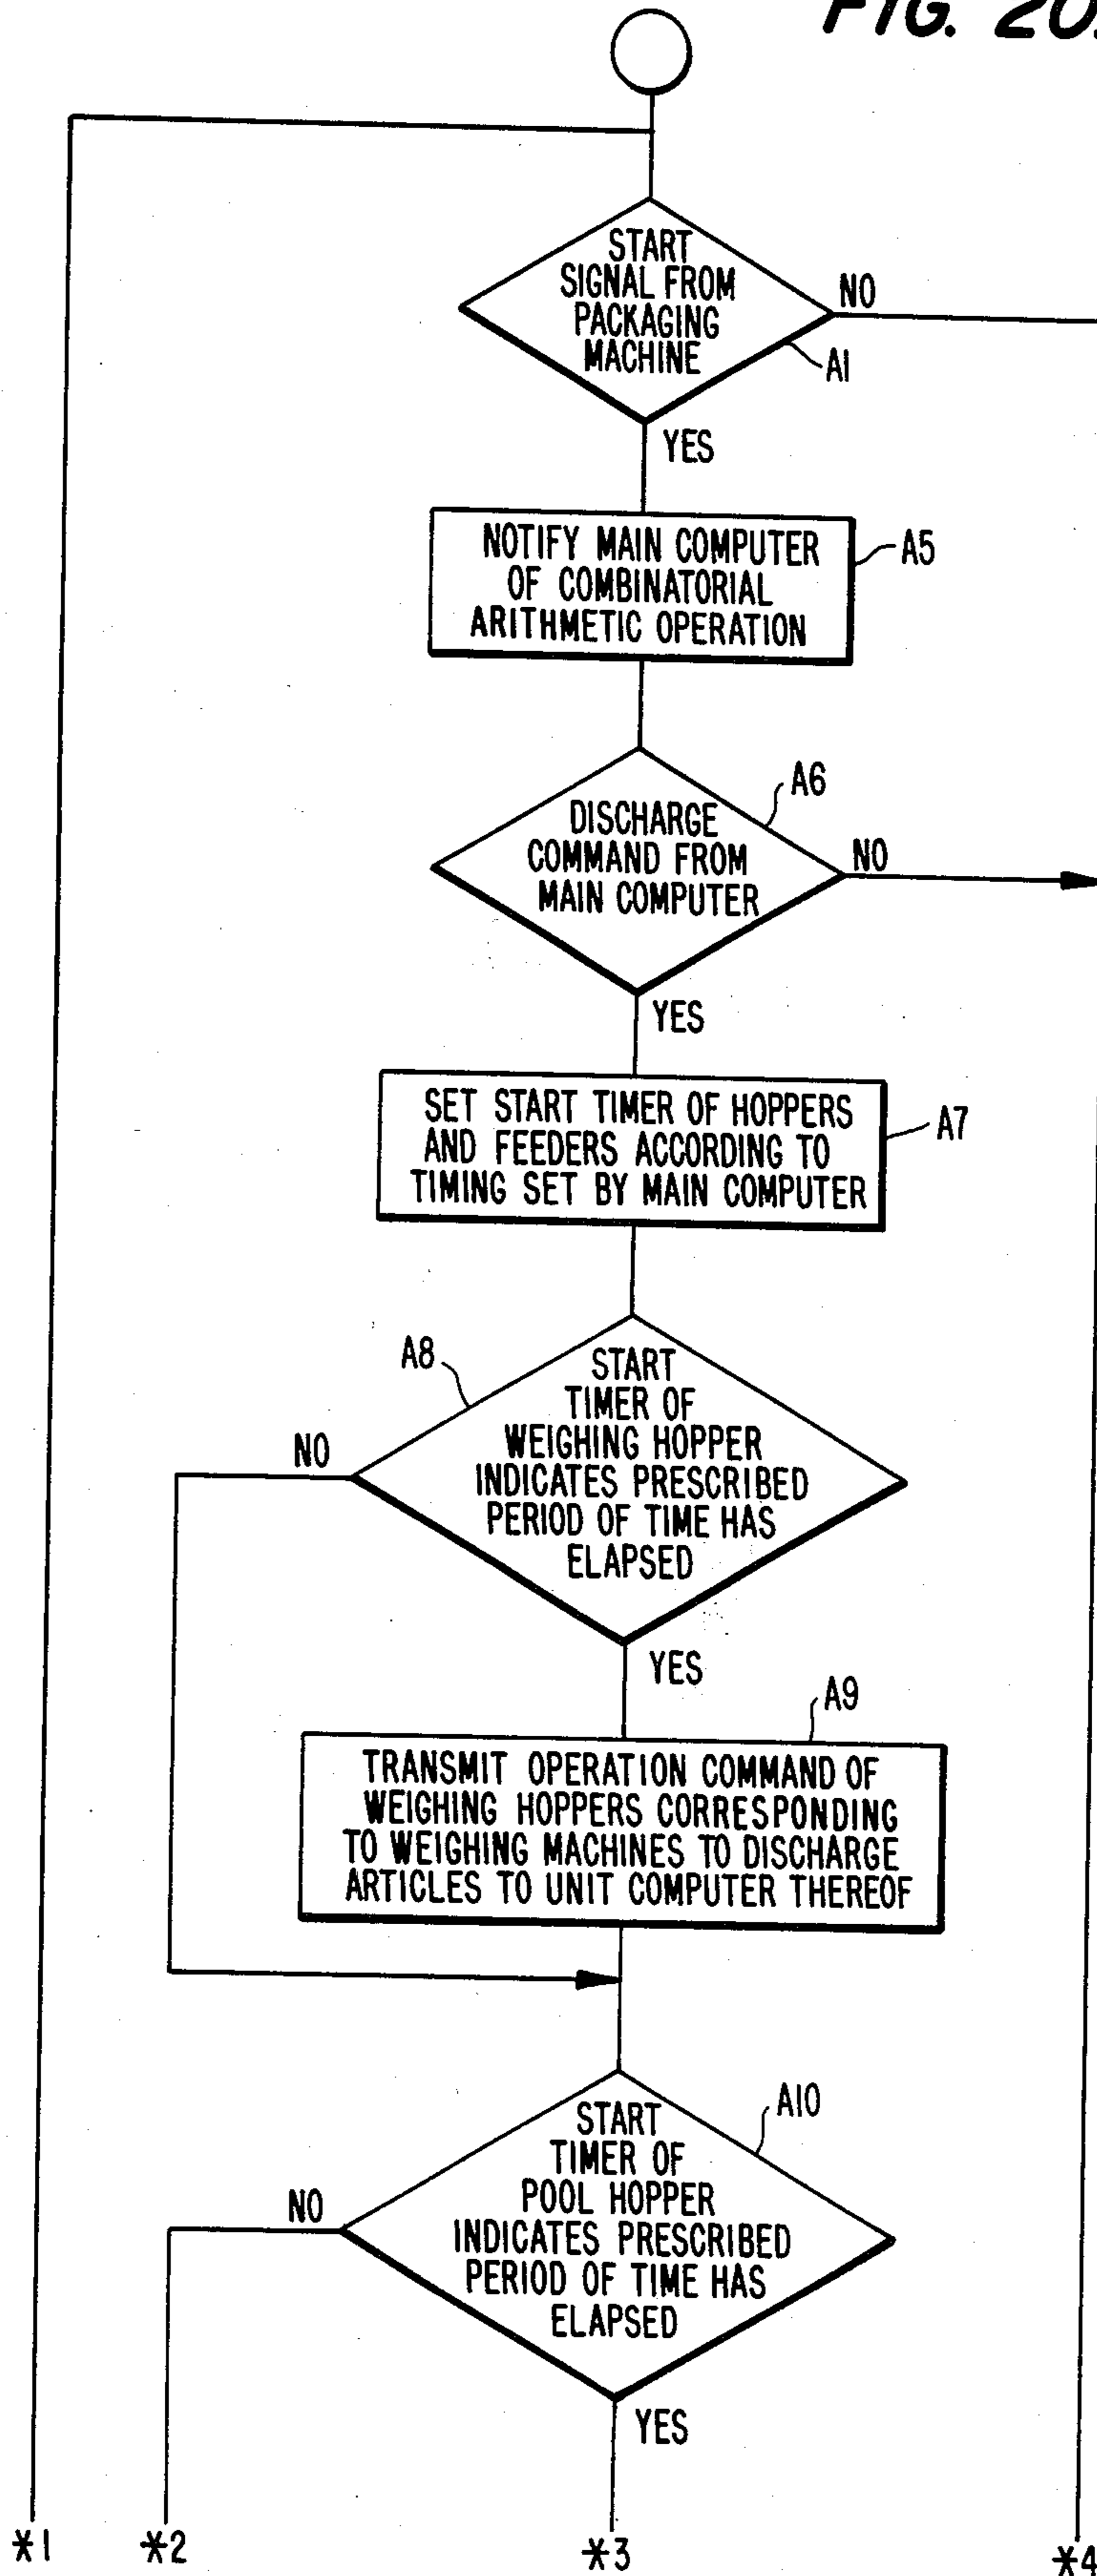 FIG. 20.
START
SIGNAL FROM
PACKAGING
MACHINE
NO
A1
YES
NOTIFY MAIN COMPUTER
OF COMBINATORIAL
ARITHMETIC OPERATION
A5
A6
DISCHARGE
COMMAND FROM
MAIN COMPUTER
NO
YES
SET START TIMER OF HOPPERS
AND FEEDERS ACCORDING TO
TIMING SET BY MAIN COMPUTER
A7
A8
START
TIMER OF
WEIGHING HOPPER
INDICATES PRESCRIBED
PERIOD OF TIME HAS
ELAPSED
NO
YES
A9
TRANSMIT OPERATION COMMAND OF
WEIGHING HOPPERS CORRESPONDING
TO WEIGHING MACHINES TO DISCHARGE
ARTICLES TO UNIT COMPUTER THEREOF
A10
START
TIMER OF
POOL HOPPER
INDICATES PRESCRIBED
PERIOD OF TIME HAS
ELAPSED
NO
YES
*1 *2 *3 *4